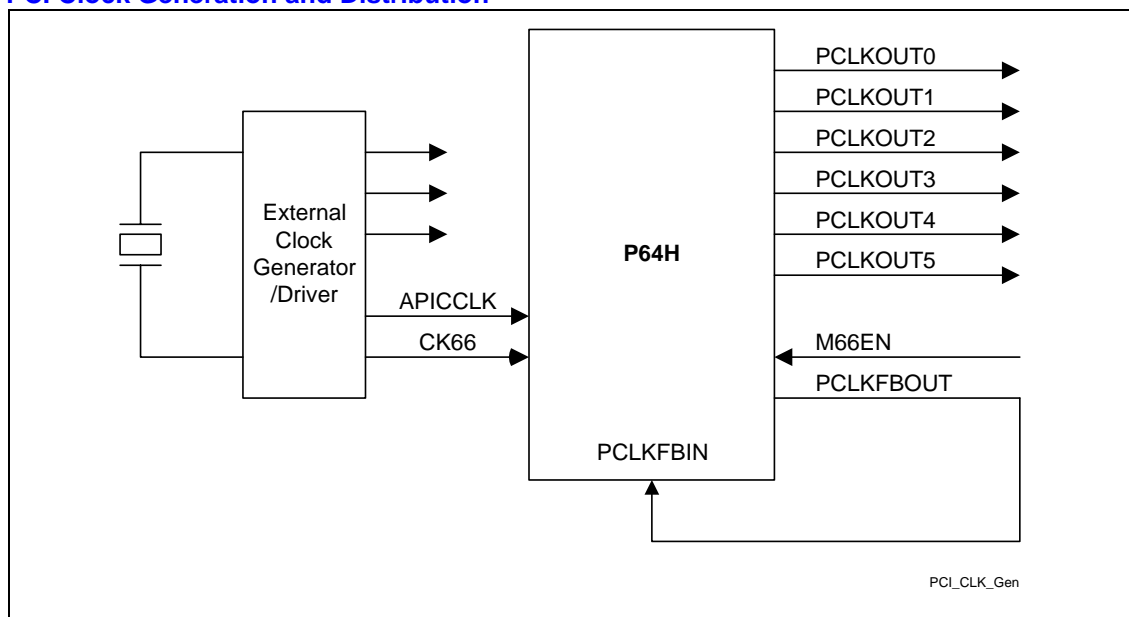 PCI Clock Generation and Distribution
PCLKOUT0
PCLKOUT1
PCLKOUT2
PCLKOUT3
PCLKOUT4
PCLKOUT5
External
Clock
Generator
/Driver
P64H
APICCLK
CK66
M66EN
PCLKFBOUT
PCLKFBIN
PCI_CLK_Gen